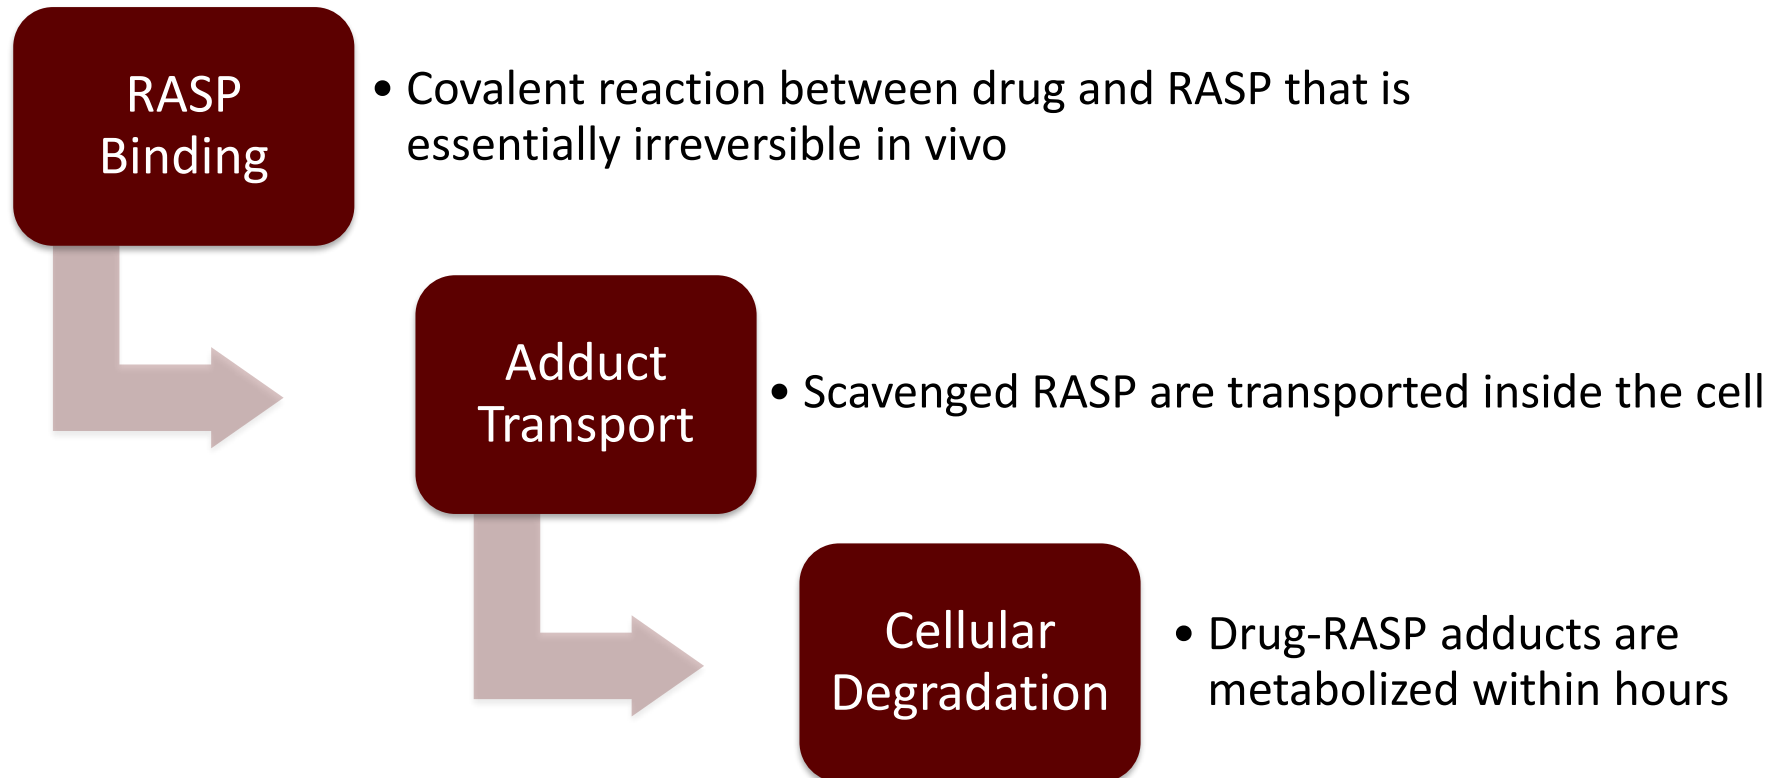 RASP
Binding
• Covalent reaction between drug and RASP that is
essentially irreversible in vivo
Adduct
Transport
• Scavenged RASP are transported inside the cell
Cellular
Degradation
• Drug-RASP adducts are
metabolized within hours